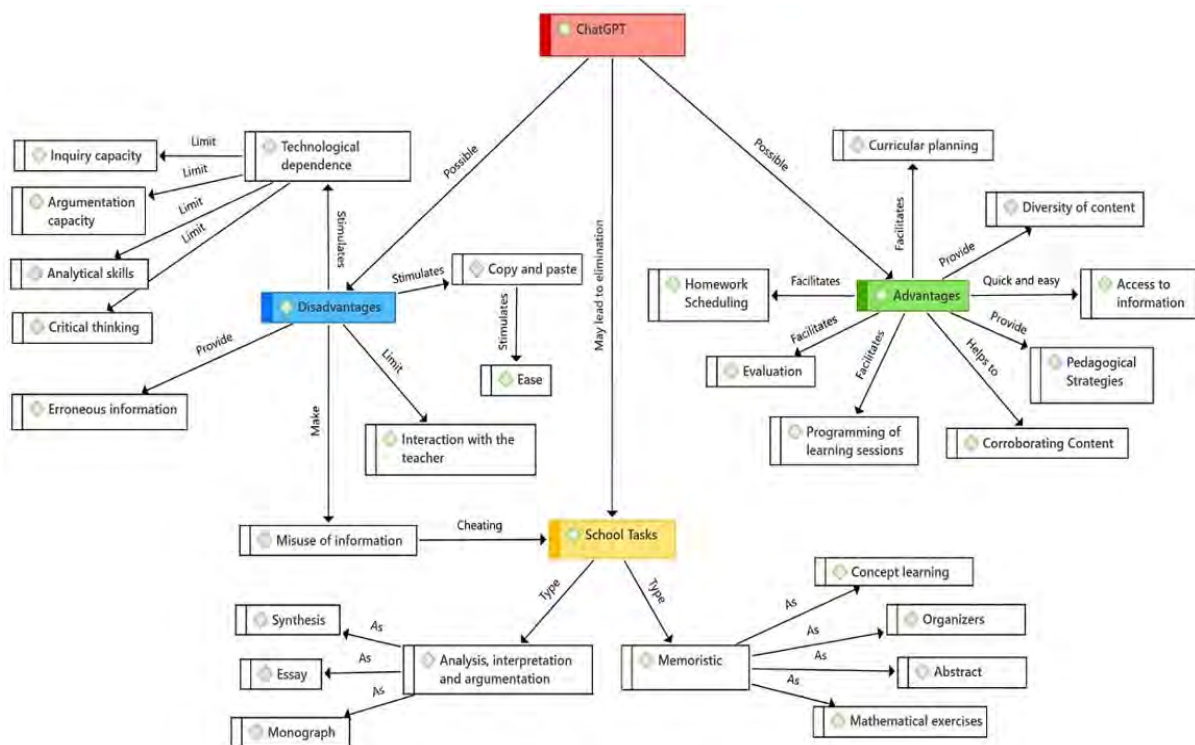 ChatGPT
Possible
May lead to elimination
Possible
Technological
dependence
Limit
Inquiry capacity
Limit
Argumentation
capacity
Limit
Analytical skills
Limit
Critical thinking
Stimulates
Disadvantages
Stimulates
Copy and paste
Stimulates
Ease
Provide
Erroneous information
Make
Limit
Interaction with the
teacher
Curricular planning
Facilitates
Diversity of content
Provide
Facilitates
Homework
Scheduling
Advantages
Quick and easy
Access to
information
Facilitates
Evaluation
Facilitates
Programming of
learning sessions
Helps to
Corroborating Content
Provide
Pedagogical
Strategies
Misuse of information
Cheating
School Tasks
Type
Type
Synthesis
As
Essay
As
Monograph
As
Analysis, interpretation
and argumentation
Memoristic
As
Concept learning
As
Organizers
As
Abstract
As
Mathematical exercises